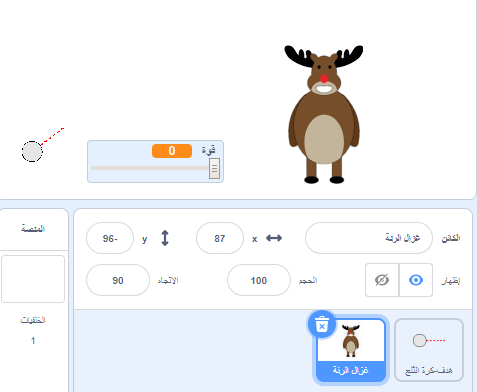 قوة 0
المنصة
الخلفيات
1
الكائن غزال الرنة x 87 y -96
إظهار الحجم 100 الاتجاه 90
هدف-كرة الثلج
غزال الرنة